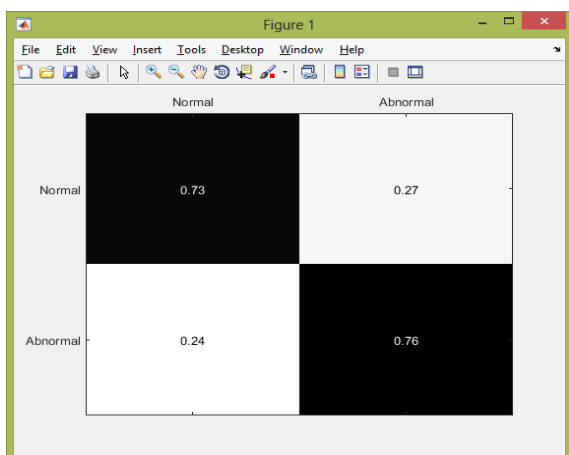 Figure 1
File Edit View Insert Tools Desktop Window Help
Normal Abnormal
Normal 0.73 0.27
Abnormal 0.24 0.76